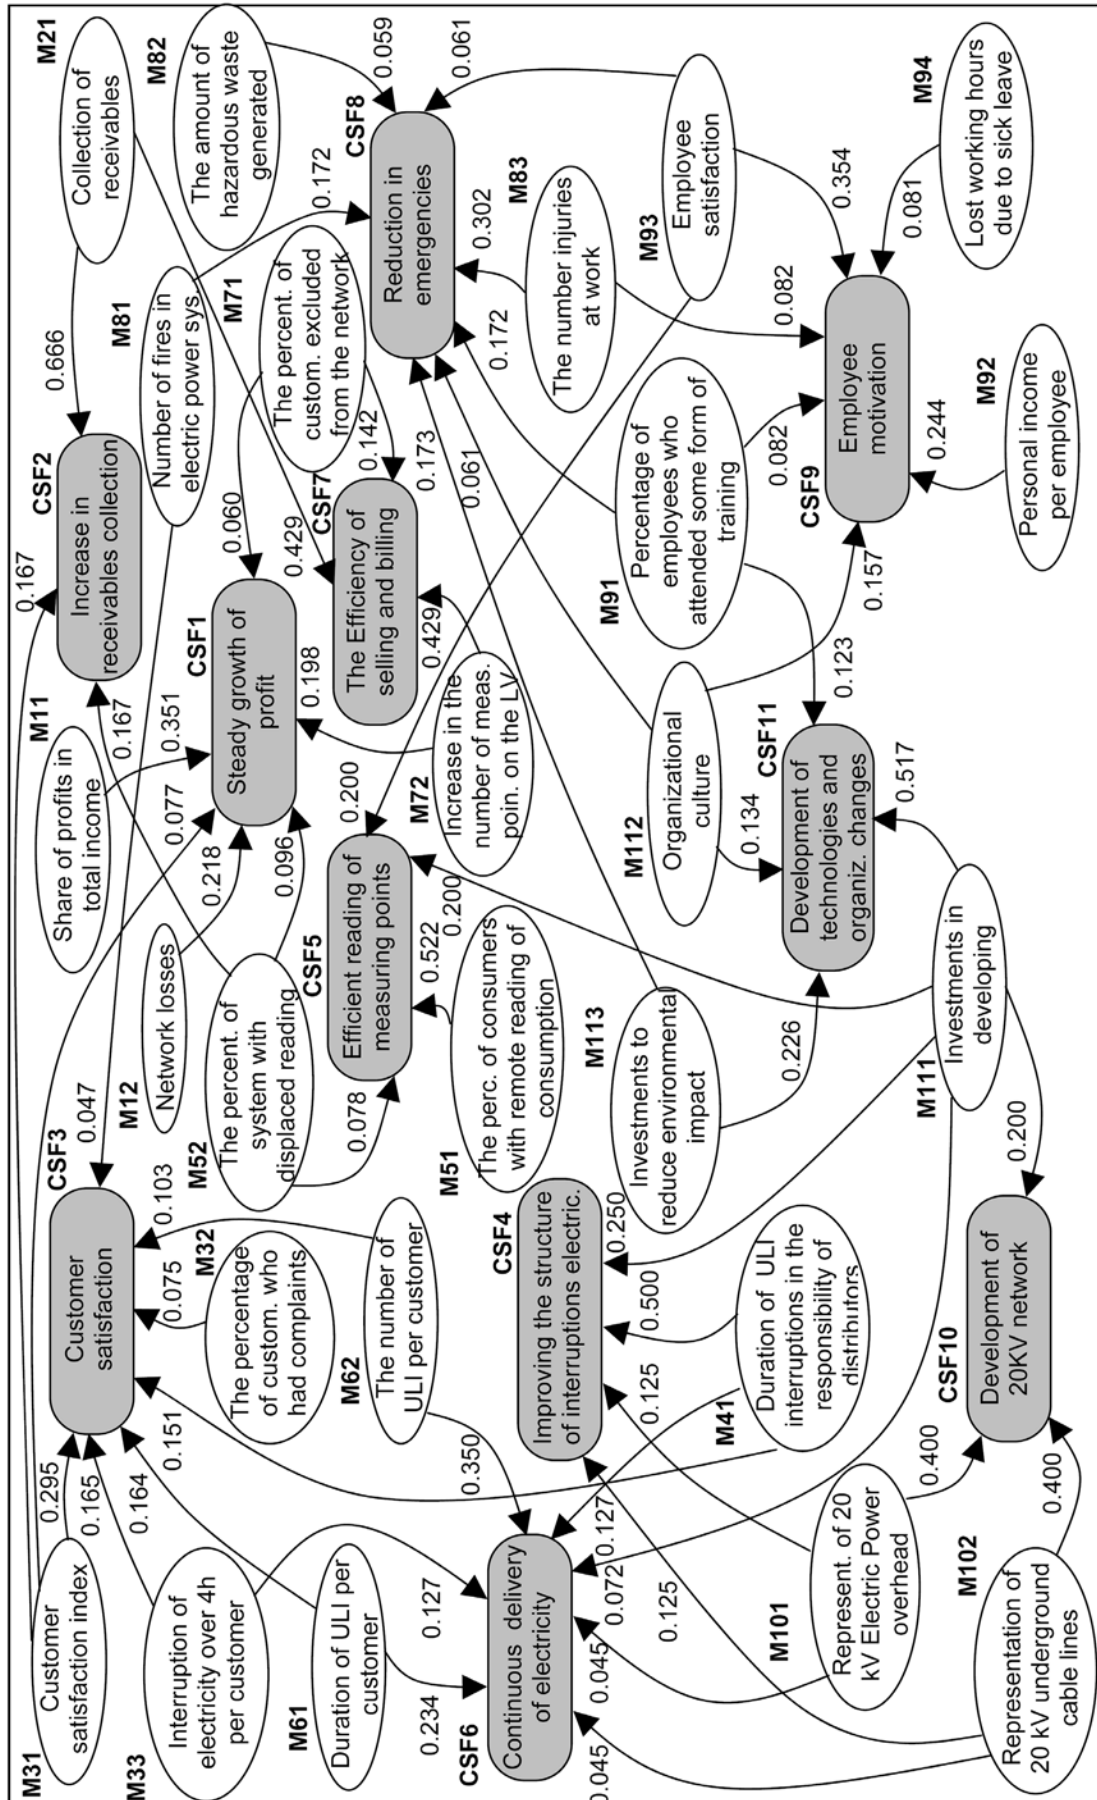 M31
Customer
satisfaction index
0.295
M33
Interruption of
electricity over 4h
per customer
0.165
M61
Duration of ULI per
customer
0.164
0.151
CSF3
Customer
satisfaction
0.047
0.075
0.103
M32
The percentage
of custom. who
had complaints
M62
The number of
ULI per customer
M11
Share of profits in
total income
0.351
M12
Network losses
0.077
0.218
0.096
M52
The percent. of
system with
displaced reading
0.078
0.167
0.167
CSF2
Increase in
receivables collection
0.666
M21
Collection of
receivables
M81
Number of fires in
electric power sys.
M82
The amount of
hazardous waste
generated
CSF1
Steady growth of
profit
0.060
0.198
M71
The percent. of
custom. excluded
from the network
0.172
0.059
CSF7
The Efficiency of
selling and billing
0.429
0.142
0.429
CSF8
Reduction in
emergencies
0.061
0.173
0.061
0.172
0.302
CSF5
Efficient reading of
measuring points
0.200
0.200
0.522
M72
Increase in the
number of meas.
poin. on the LV
M51
The perc. of consumers
with remote reading of
consumption
CSF6
Continuous delivery
of electricity
0.234
0.127
0.350
0.127
0.072
0.045
0.045
CSF4
Improving the structure
of interruptions electric.
0.250
0.500
0.125
0.125
M41
Duration of ULI
interruptions in the
responsibility of
distributors
M113
Investments to
reduce environmental
impact
0.226
M112
Organizational
culture
0.134
0.157
M91
Percentage of
employees who
attended some form of
training
0.123
0.082
M83
The number injuries
at work
0.082
M93
Employee
satisfaction
0.354
M101
Represent. of 20
kV Electric Power
overhead
0.400
M102
Representation of
20 kV underground
cable lines
0.400
CSF10
Development of
20KV network
0.200
M111
Investments in
developing
0.517
CSF11
Development of
technologies and
organiz. changes
CSF9
Employee
motivation
0.244
0.081
M92
Personal income
per employee
M94
Lost working hours
due to sick leave